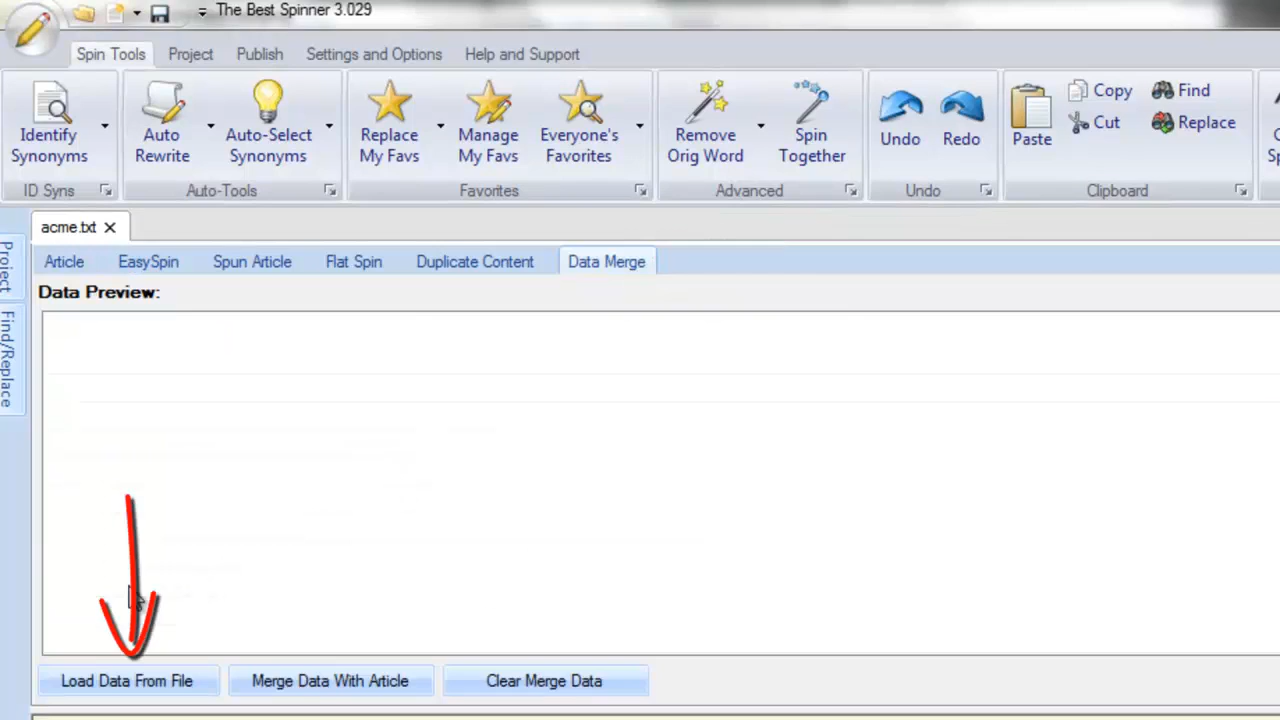 The Best Spinner 3.029
Spin Tools Project Publish Settings and Options Help and Support
Identify Synonyms
Auto Rewrite
Auto-Select Synonyms
Replace My Favs
Manage My Favs
Everyone's Favorites
Remove Orig Word
Spin Together
Undo
Redo
Paste
Copy
Cut
Find
Replace
ID Syns Auto-Tools Favorites Advanced Undo Clipboard
acme.txt
Article EasySpin Spun Article Flat Spin Duplicate Content Data Merge
Project
Find/Replace
Data Preview:
Load Data From File Merge Data With Article Clear Merge Data